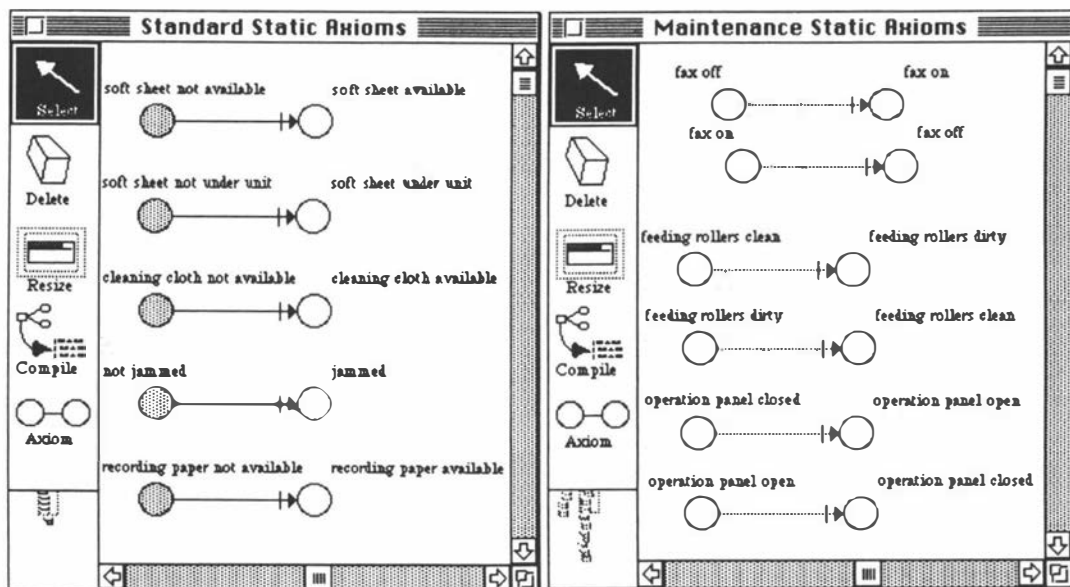 Standard Static Axioms
Select
Delete
Resize
Compile
Axiom
soft sheet not available
soft sheet available
soft sheet not under unit
soft sheet under unit
cleaning cloth not available
cleaning cloth available
not jammed
jammed
recording paper not available
recording paper available
Maintenance Static Axioms
Select
Delete
Resize
Compile
Axiom
fax off
fax on
fax on
fax off
feeding rollers clean
feeding rollers dirty
feeding rollers dirty
feeding rollers clean
operation panel closed
operation panel open
operation panel open
operation panel closed